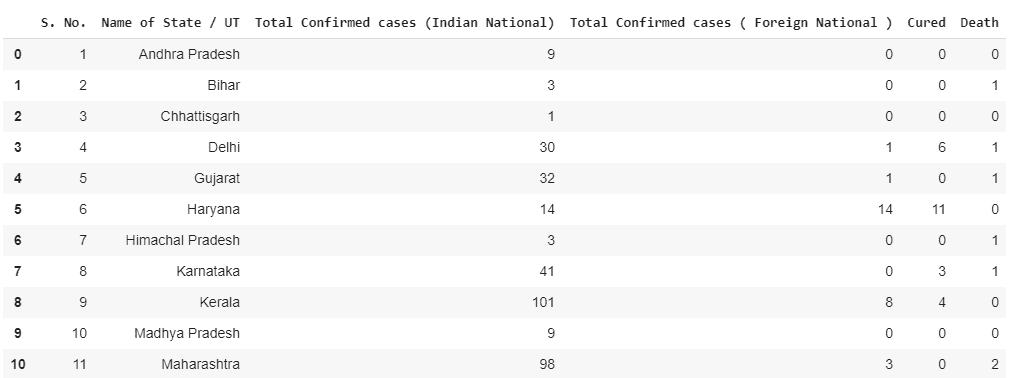 S. No. Name of State / UT Total Confirmed cases (Indian National) Total Confirmed cases ( Foreign National ) Cured Death
0 1 Andhra Pradesh 9 0 0 0
1 2 Bihar 3 0 0 1
2 3 Chhattisgarh 1 0 0 0
3 4 Delhi 30 1 6 1
4 5 Gujarat 32 1 0 1
5 6 Haryana 14 14 11 0
6 7 Himachal Pradesh 3 0 0 1
7 8 Karnataka 41 0 3 1
8 9 Kerala 101 8 4 0
9 10 Madhya Pradesh 9 0 0 0
10 11 Maharashtra 98 3 0 2